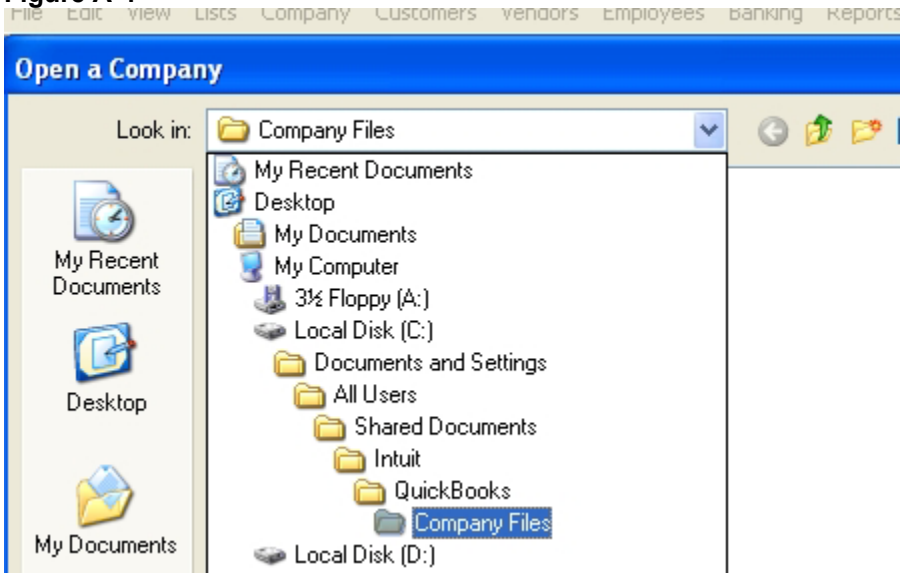 File Edit View Lists Company Customers Vendors Employees Banking Reports
Open a Company
Look in:
Company Files
My Recent Documents
Desktop
My Documents
My Computer
3½ Floppy (A:)
Local Disk (C:)
Documents and Settings
All Users
Shared Documents
Intuit
QuickBooks
Company Files
Local Disk (D:)
My Recent
Documents
Desktop
My Documents